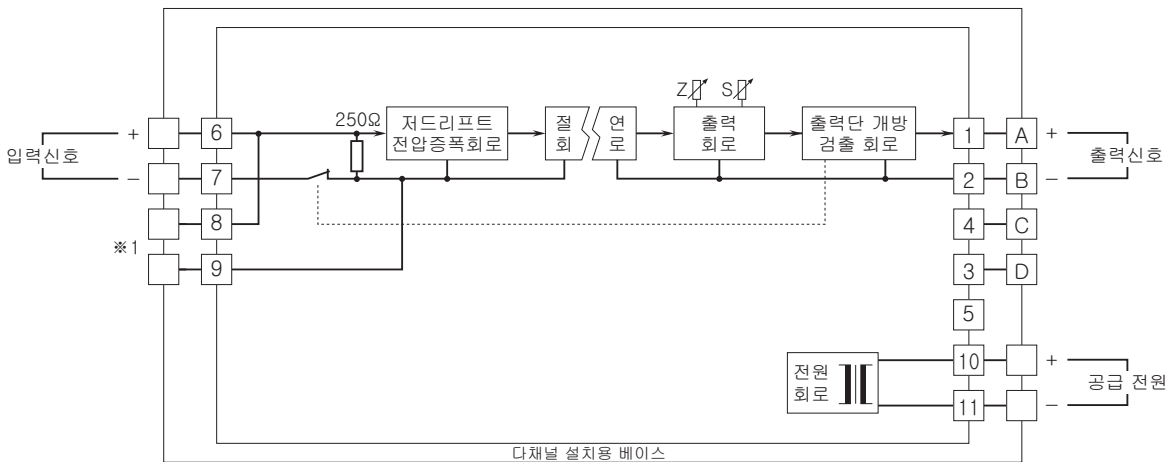 Z S
250Ω
저드리프트
전압증폭회로
절 연
회 로
출력
회로
출력단 개방
검출 회로
+ 6 1 A +
입력신호 출력신호
− 7 2 B −
8 4 C
※1
9 3 D
5
전원
회로
10 +
공급 전원
11 −
다채널 설치용 베이스